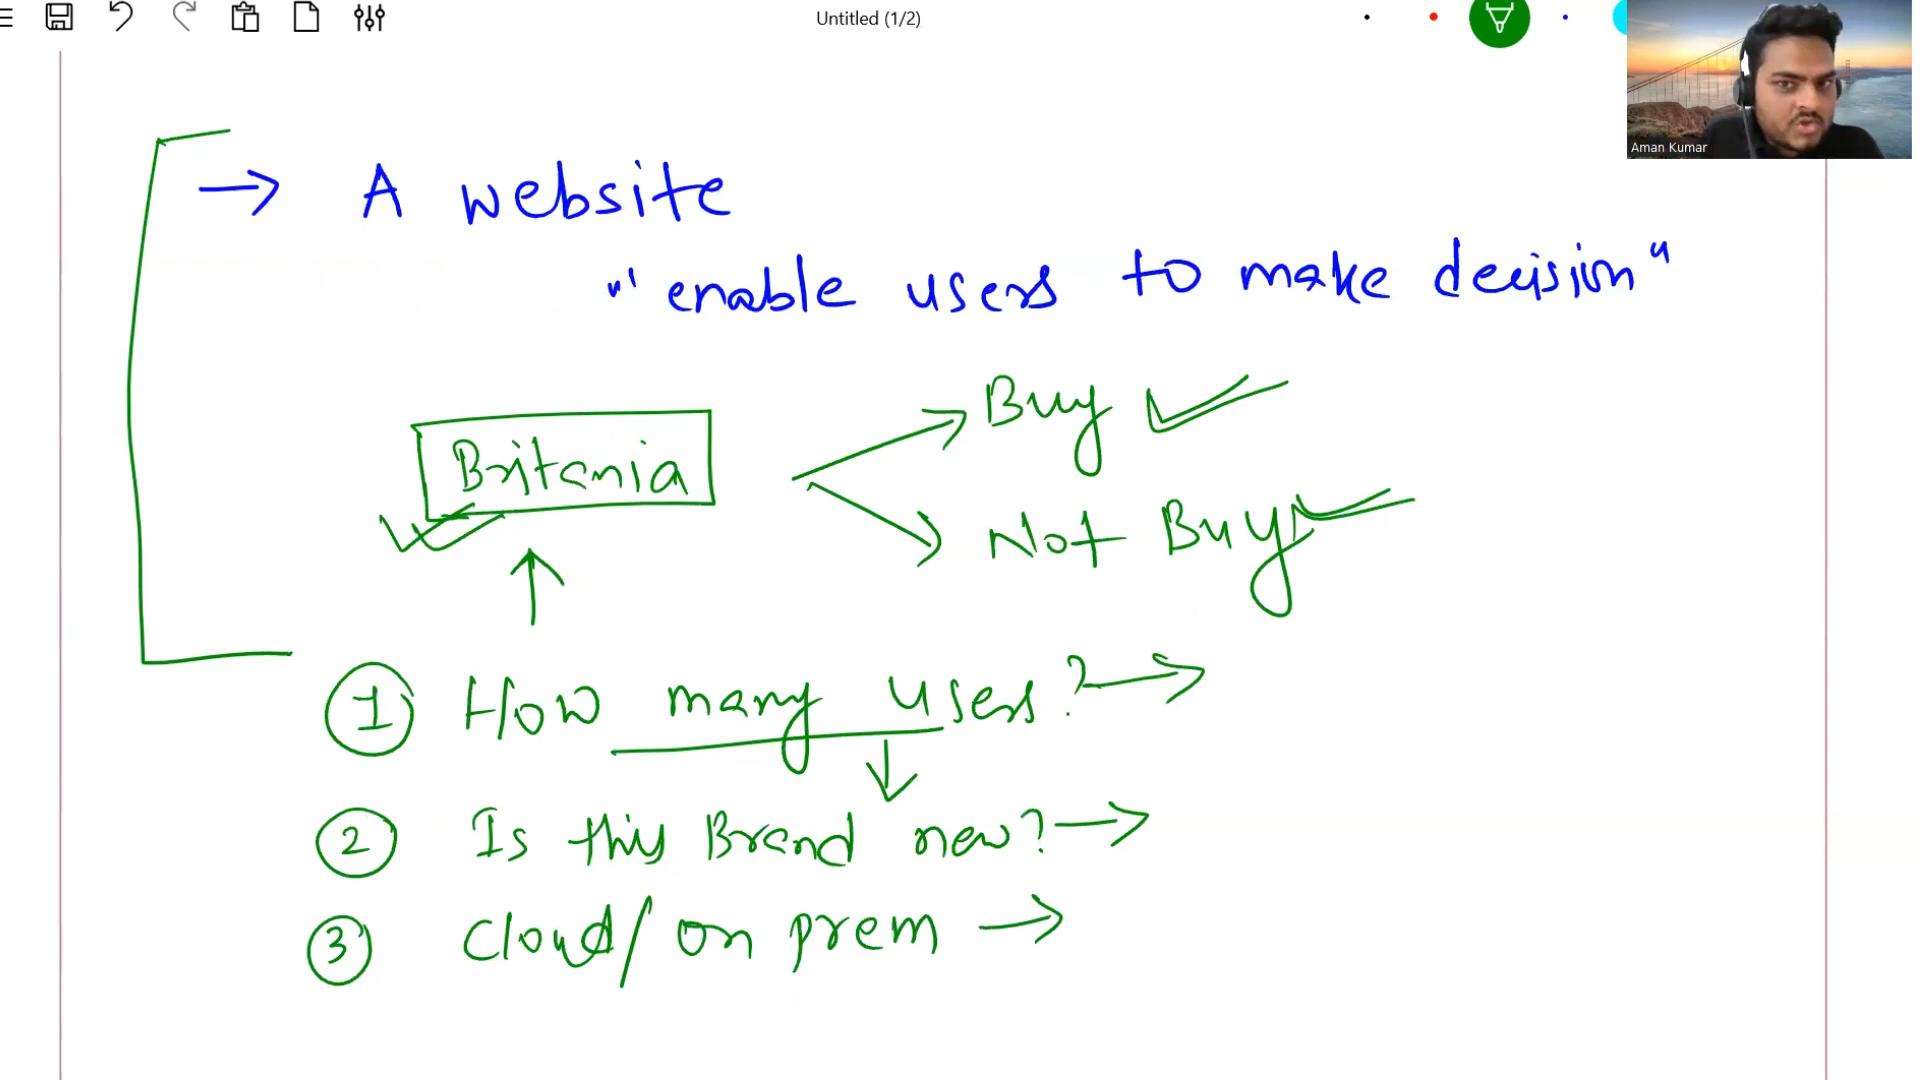 Untitled (1/2)
Aman Kumar
→ A website
"enable users to make decision"
Britania
Buy
Not Buy
1 How many users? →
2 Is this Brand new? →
3 Cloud/on prem →